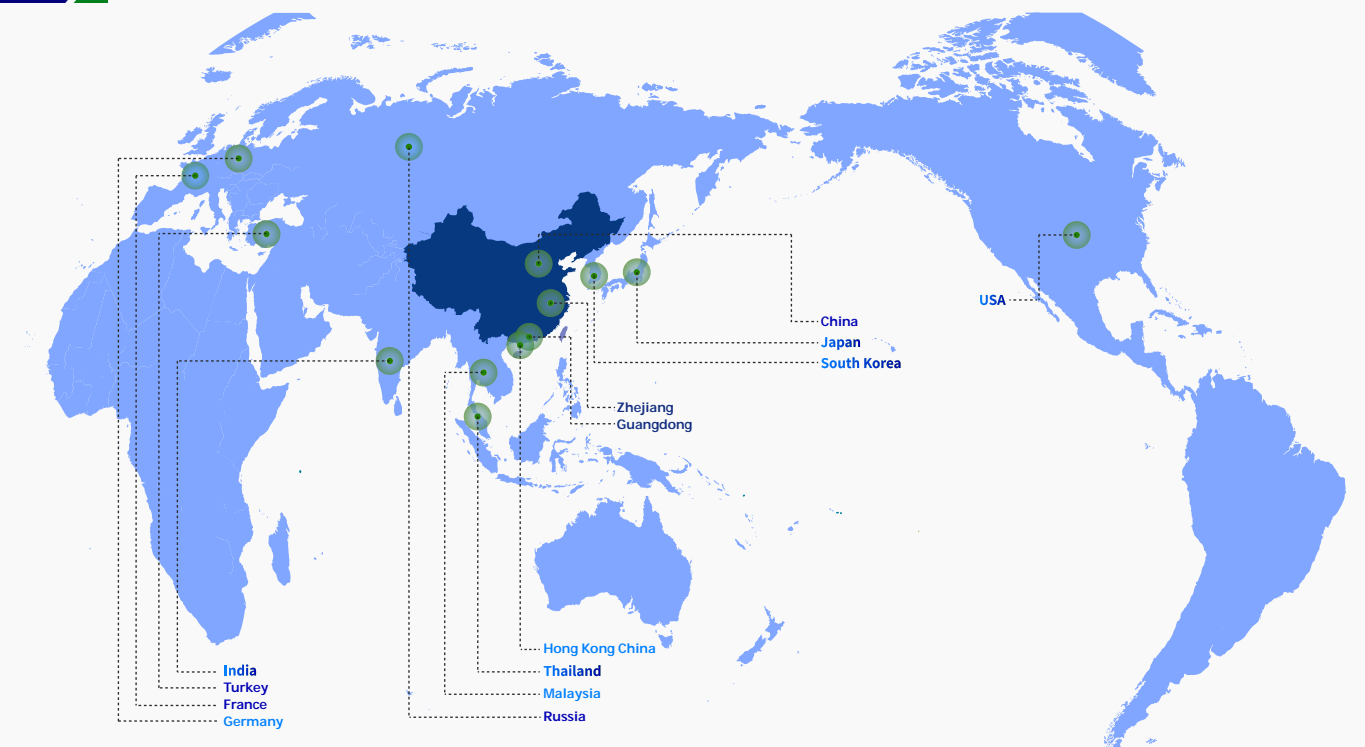 USA
China
Japan
South Korea
Zhejiang
Guangdong
Hong Kong China
Thailand
Malaysia
Russia
India
Turkey
France
Germany